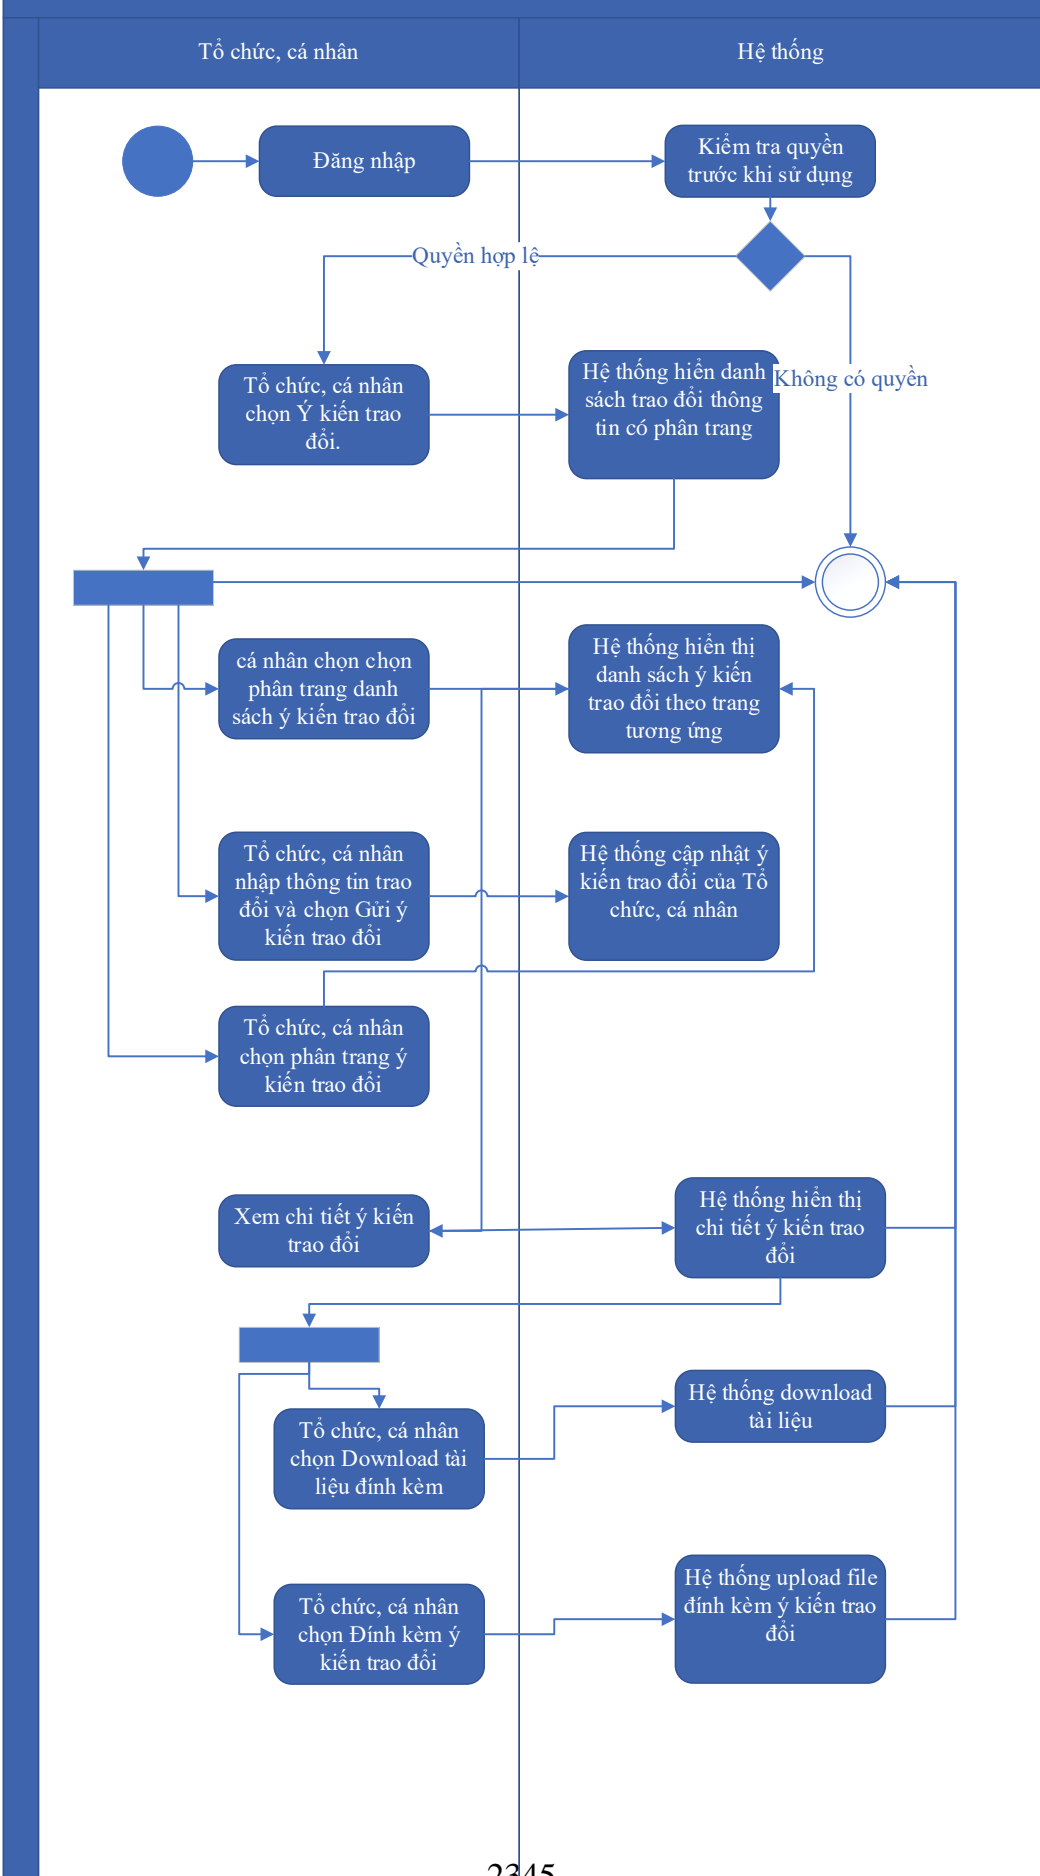 Tổ chức, cá nhân
Hệ thống
Đăng nhập
Kiểm tra quyền
trước khi sử dụng
Quyền hợp lệ
Không có quyền
Tổ chức, cá nhân
chọn Ý kiến trao
đổi.
Hệ thống hiển danh
sách trao đổi thông
tin có phân trang
cá nhân chọn chọn
phân trang danh
sách ý kiến trao đổi
Hệ thống hiển thị
danh sách ý kiến
trao đổi theo trang
tương ứng
Tổ chức, cá nhân
nhập thông tin trao
đổi và chọn Gửi ý
kiến trao đổi
Hệ thống cập nhật ý
kiến trao đổi của Tổ
chức, cá nhân
Tổ chức, cá nhân
chọn phân trang ý
kiến trao đổi
Xem chi tiết ý kiến
trao đổi
Hệ thống hiển thị
chi tiết ý kiến trao
đổi
Tổ chức, cá nhân
chọn Download tài
liệu đính kèm
Hệ thống download
tài liệu
Tổ chức, cá nhân
chọn Đính kèm ý
kiến trao đổi
Hệ thống upload file
đính kèm ý kiến trao
đổi
2345